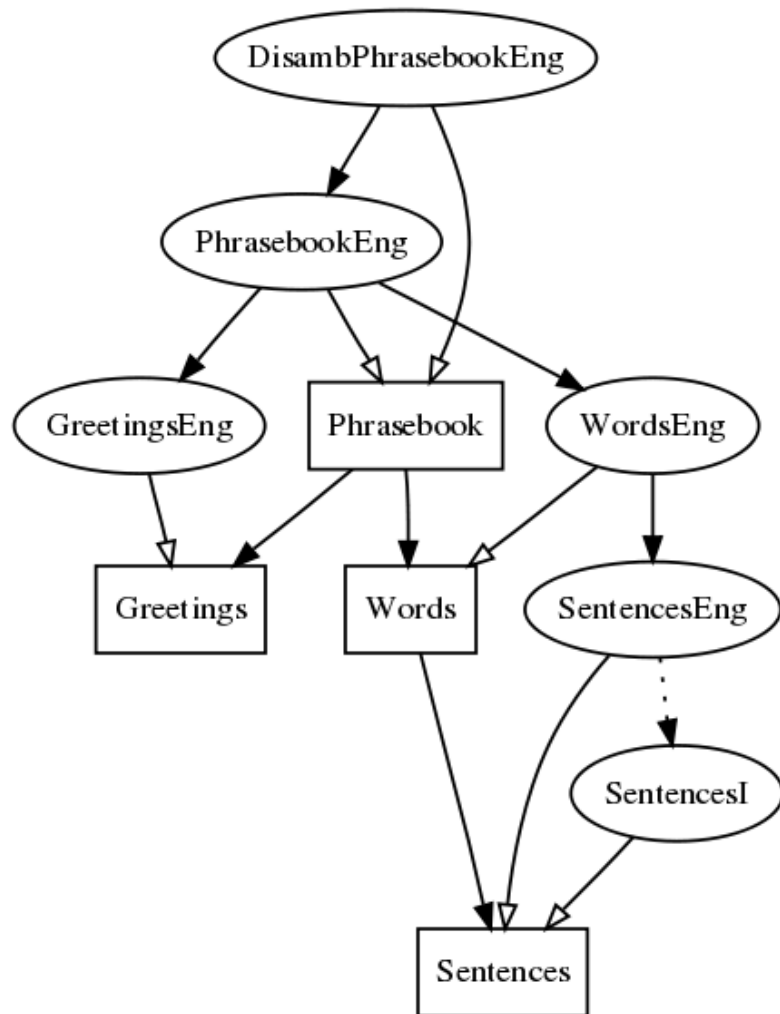 DisambPhrasebookEng
PhrasebookEng
GreetingsEng
Phrasebook
WordsEng
Greetings
Words
SentencesEng
SentencesI
Sentences